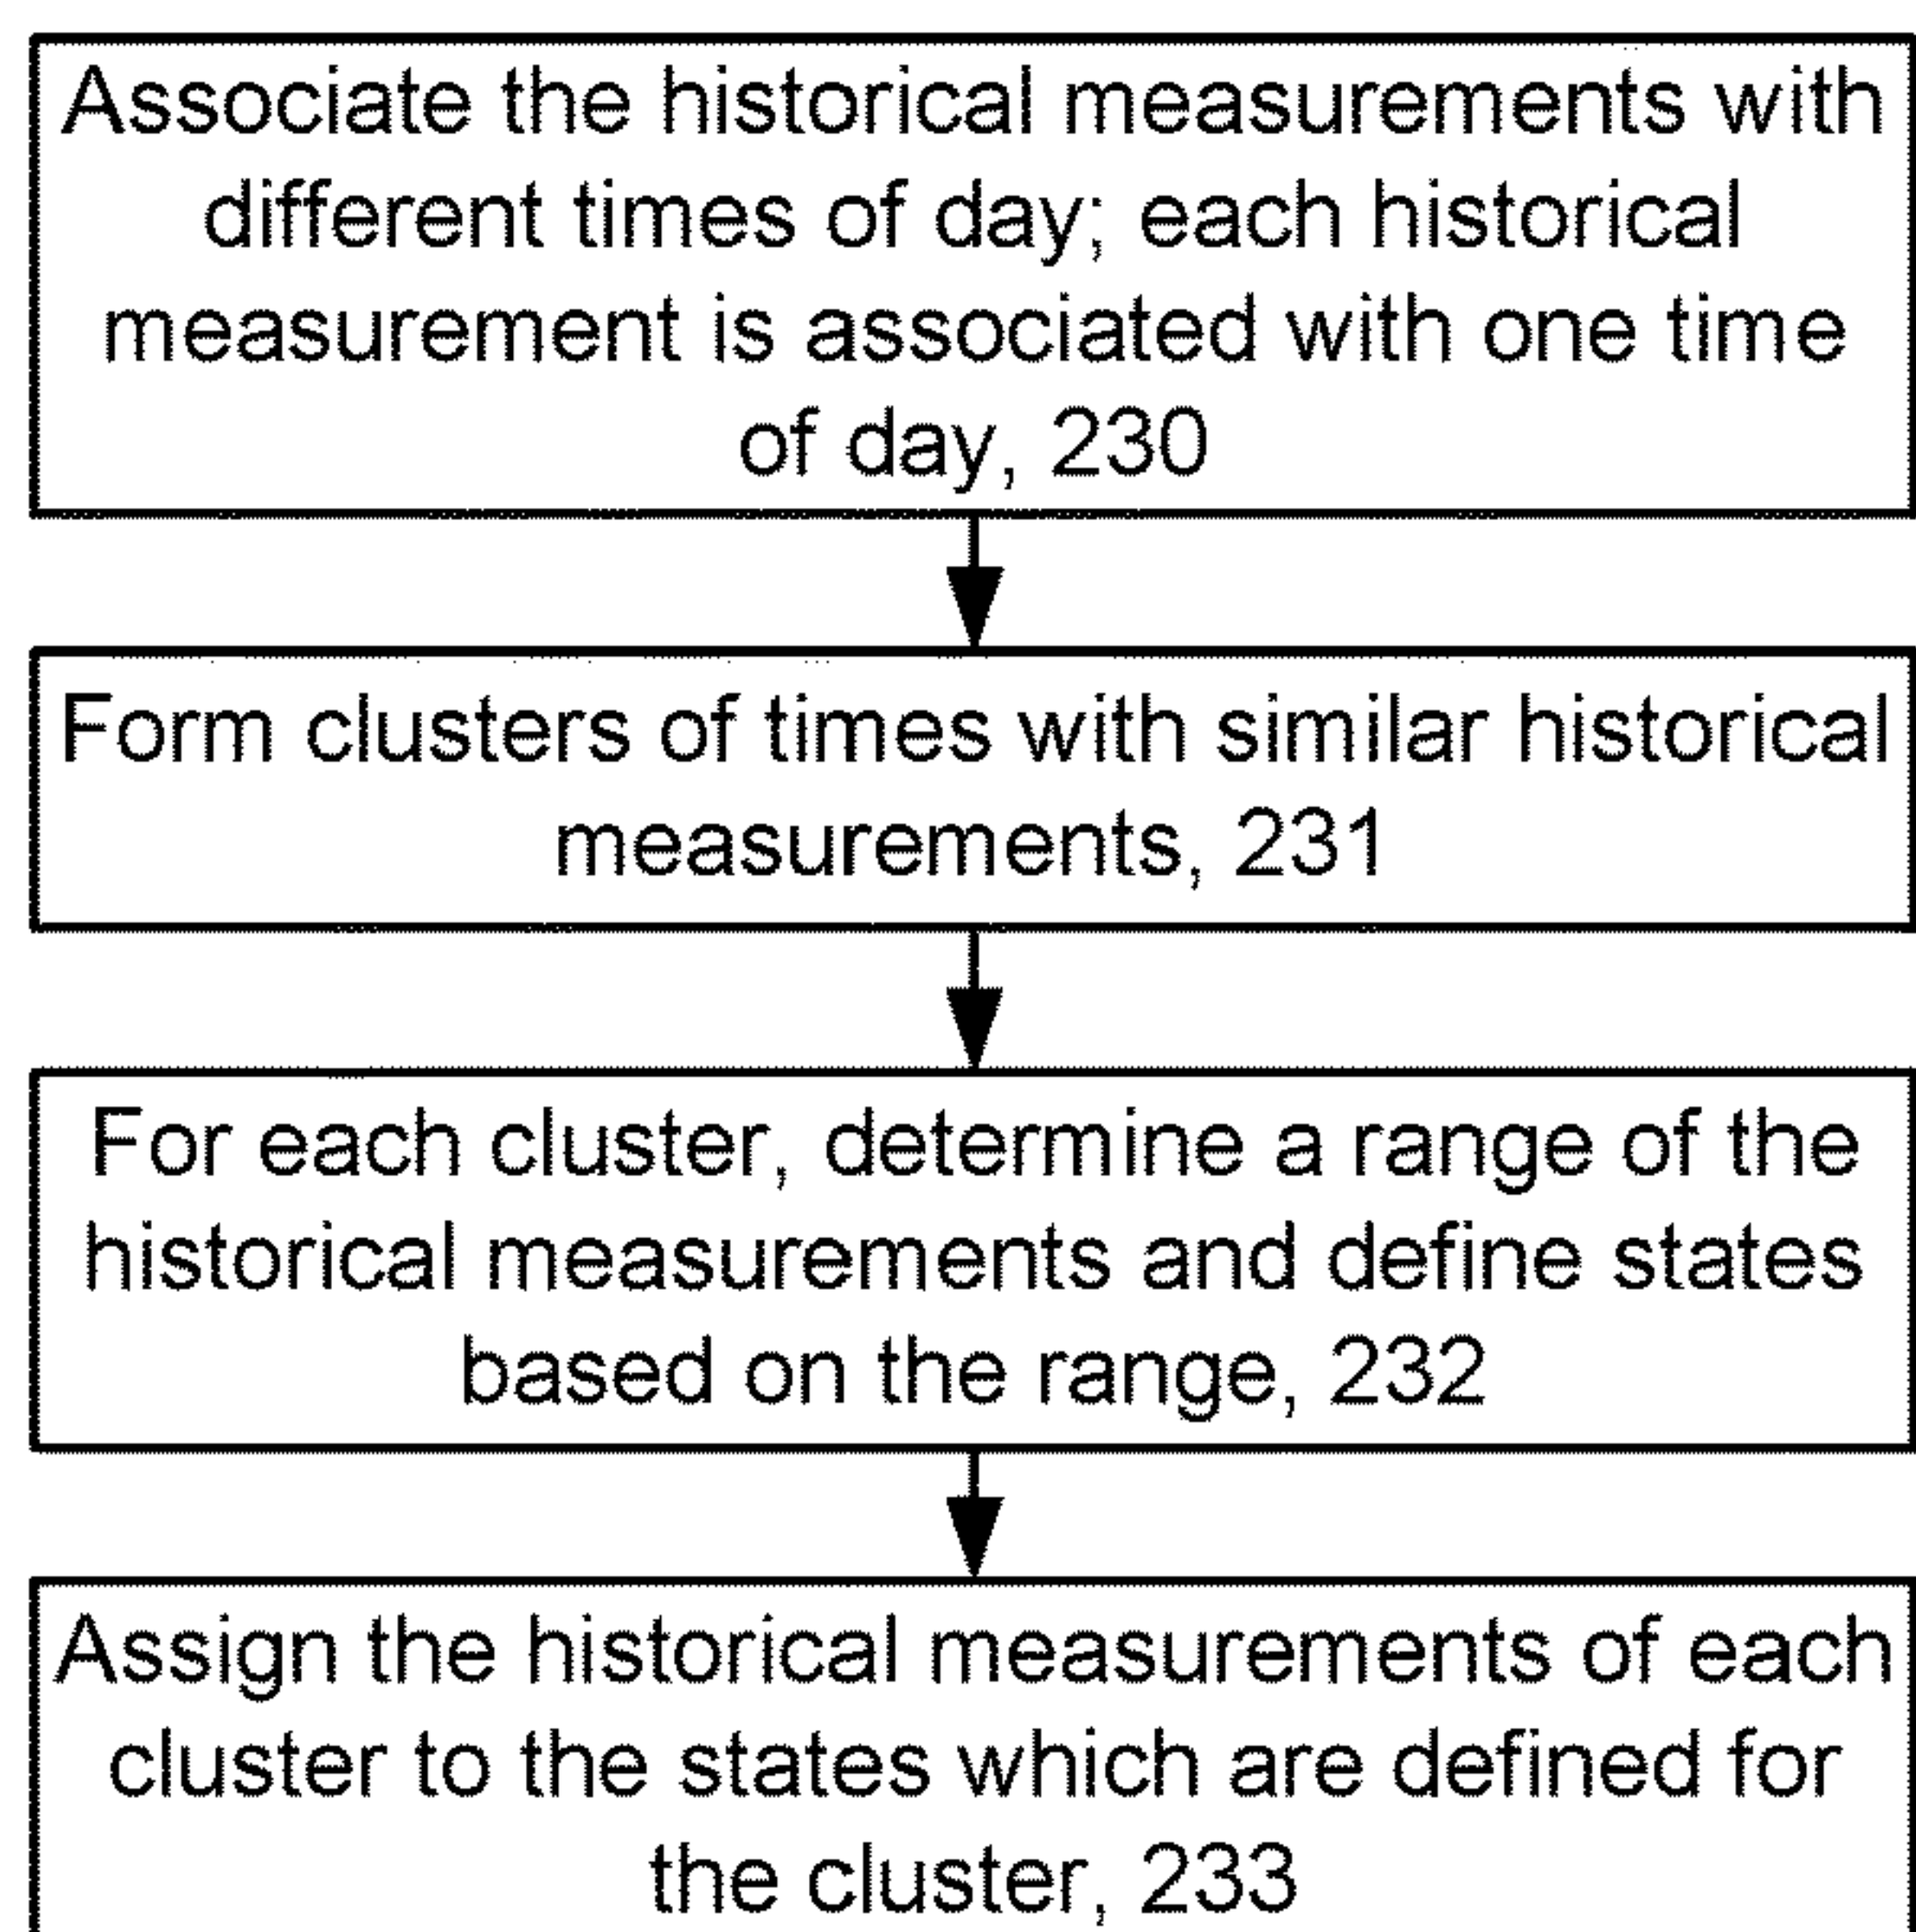 Associate the historical measurements with
different times of day; each historical
measurement is associated with one time
of day, 230
Form clusters of times with similar historical
measurements, 231
For each cluster, determine a range of the
historical measurements and define states
based on the range, 232
Assign the historical measurements of each
cluster to the states which are defined for
the cluster, 233